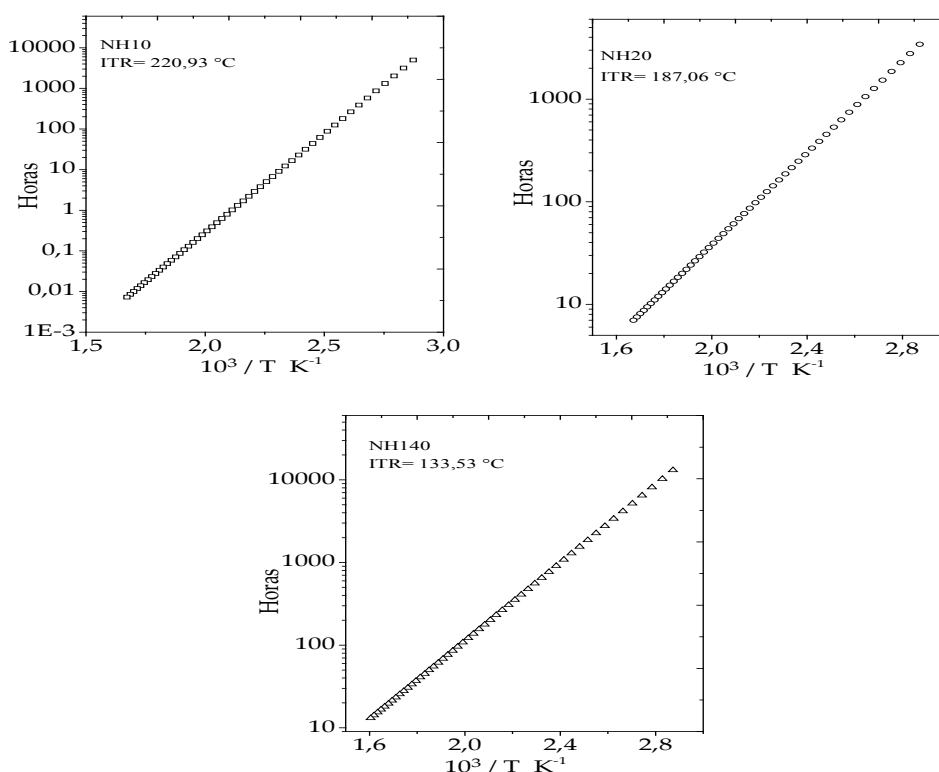 NH10
ITR= 220,93 °C
Horas
10000
1000
100
10
1
0,1
0,01
1E-3
1,5
2,0
2,5
3,0
10³ / T K⁻¹
NH20
ITR= 187,06 °C
Horas
1000
100
10
1,6
2,0
2,4
2,8
10³ / T K⁻¹
NH140
ITR= 133,53 °C
Horas
10000
1000
100
10
1,6
2,0
2,4
2,8
10³ / T K⁻¹